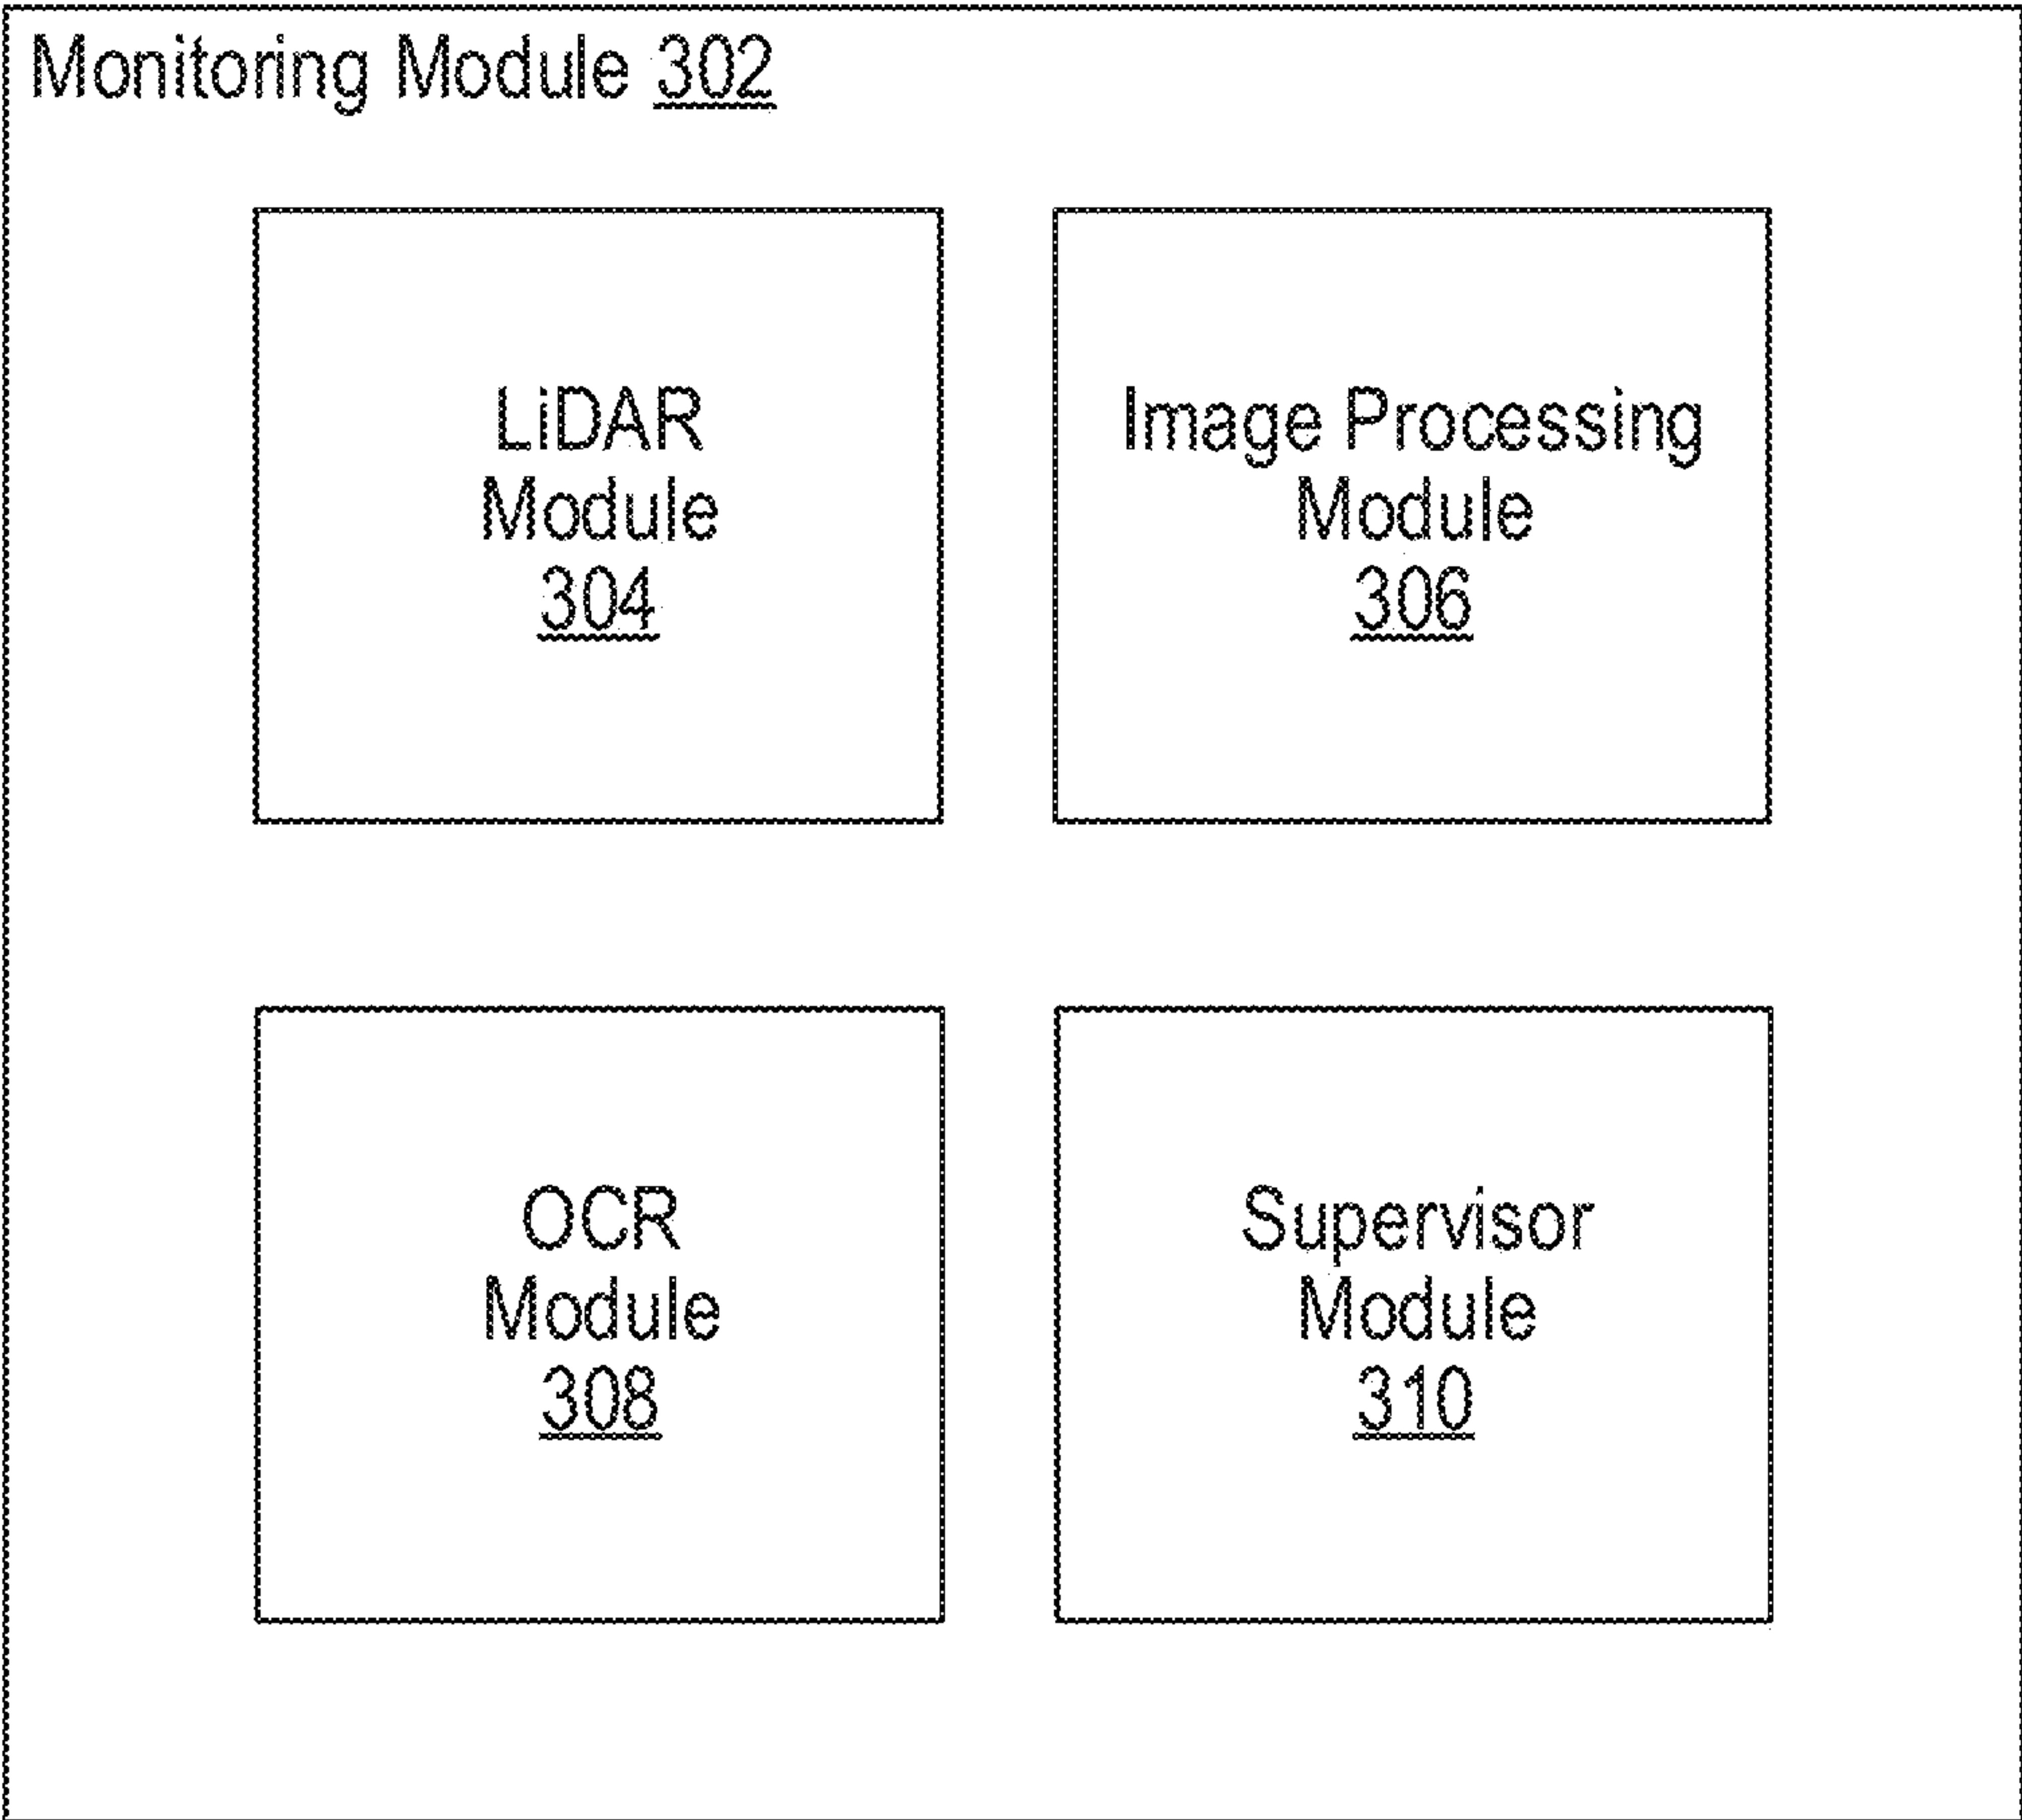 Monitoring Module 302
LiDAR
Module
304
Image Processing
Module
306
OCR
Module
308
Supervisor
Module
310